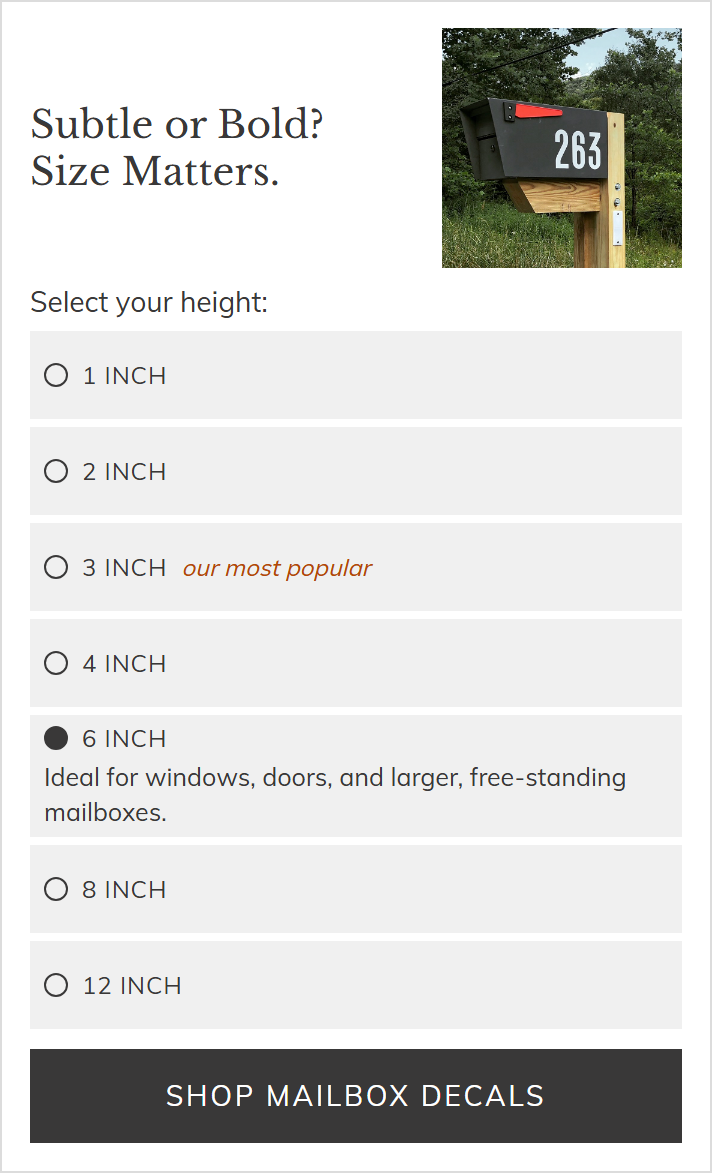 Subtle or Bold?
Size Matters.
263
Select your height:
1 INCH
2 INCH
3 INCH our most popular
4 INCH
6 INCH
Ideal for windows, doors, and larger, free-standing
mailboxes.
8 INCH
12 INCH
SHOP MAILBOX DECALS